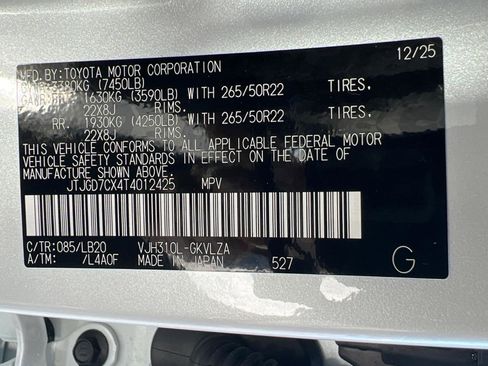 12/25
MFD. BY: TOYOTA MOTOR CORPORATION
3380KG (7450LB)
1630KG (3590LB) WITH 265/50R22 TIRES,
22X8J RIMS.
RR. 1930KG (4250LB) WITH 265/50R22 TIRES,
22X8J RIMS.
THIS VEHICLE CONFORMS TO ALL APPLICABLE FEDERAL MOTOR
VEHICLE SAFETY STANDARDS IN EFFECT ON THE DATE OF
MANUFACTURE SHOWN ABOVE.
JTJGD7CX4T4012425 MPV
C/TR:085/LB20 VJH310L-GKVLZA
A/TM: /L4A0F MADE IN JAPAN 527 G